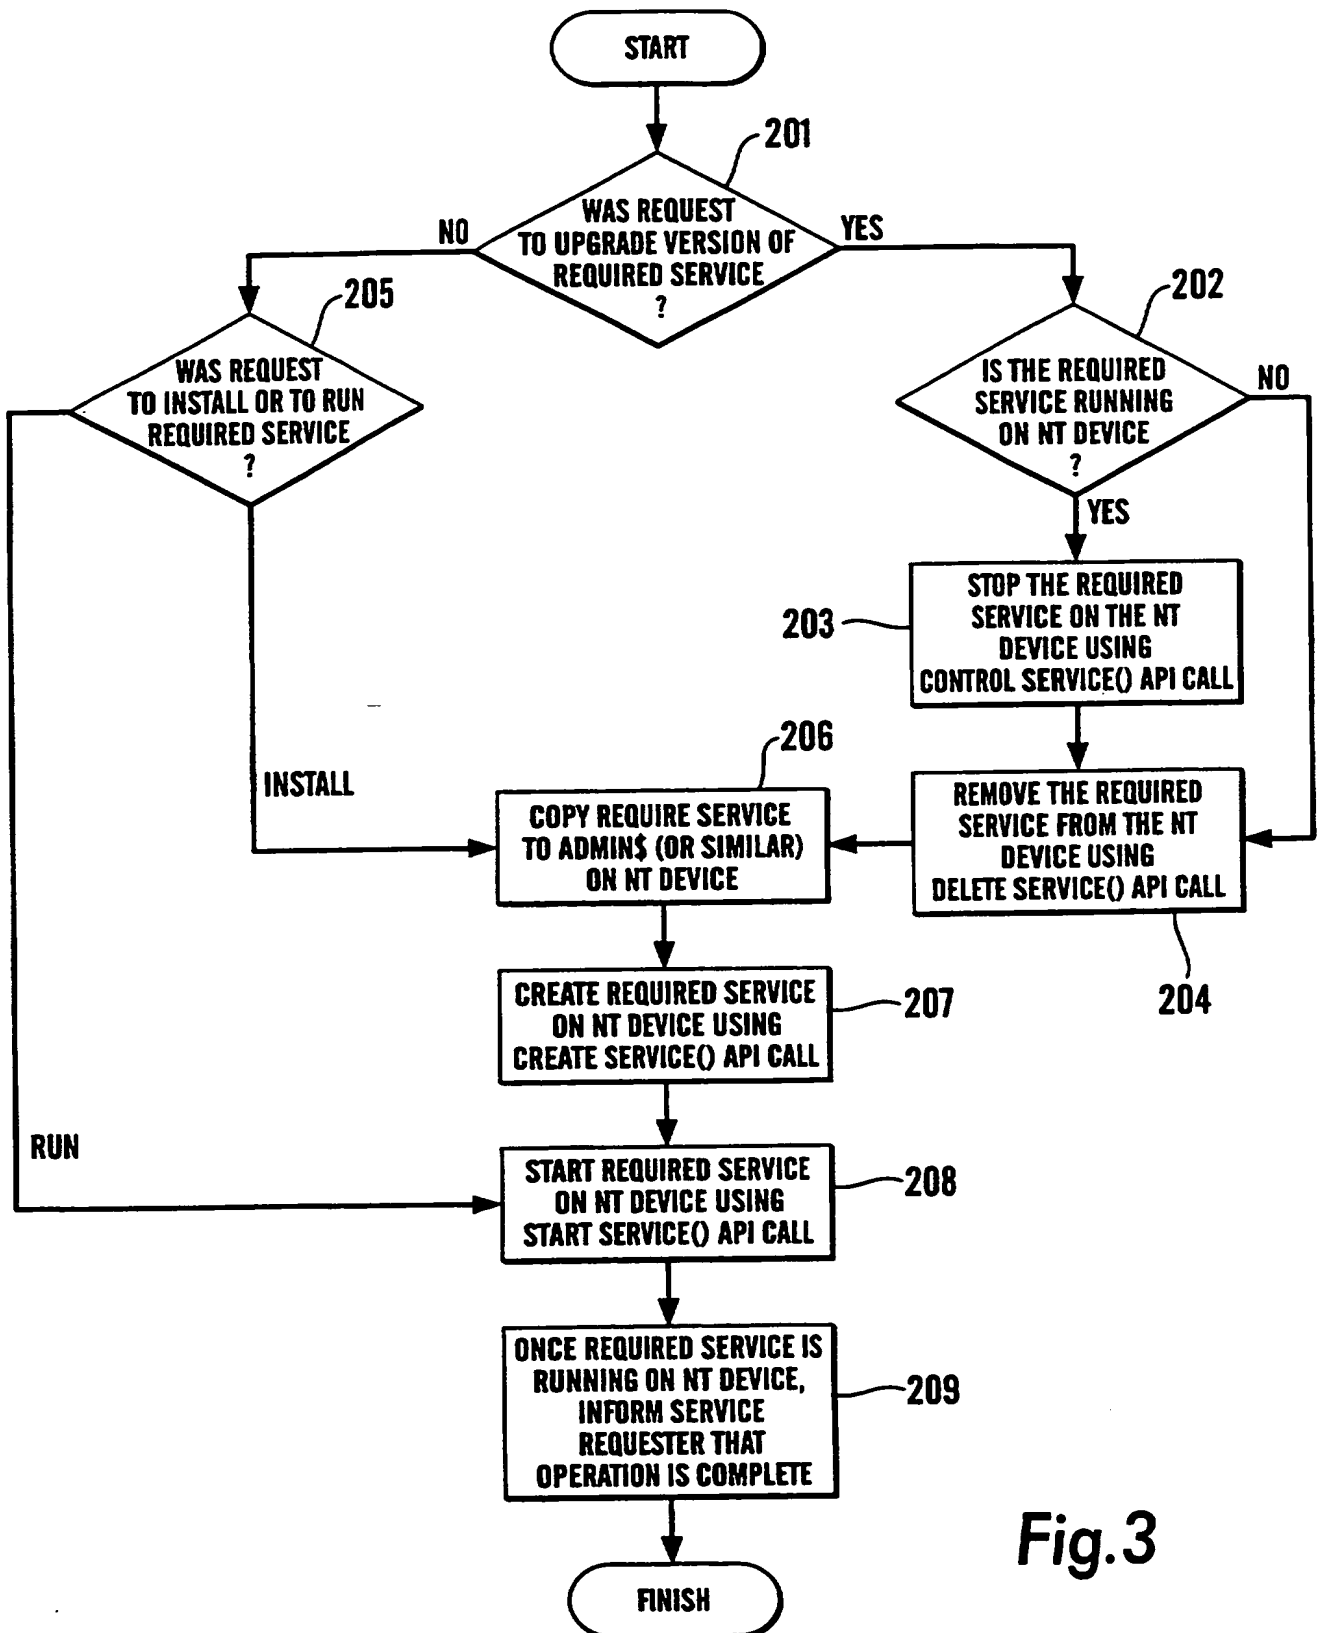 START
201
WAS REQUEST
TO UPGRADE VERSION OF
REQUIRED SERVICE
?
NO
YES
205
WAS REQUEST
TO INSTALL OR TO RUN
REQUIRED SERVICE
?
202
IS THE REQUIRED
SERVICE RUNNING
ON NT DEVICE
?
NO
YES
203
STOP THE REQUIRED
SERVICE ON THE NT
DEVICE USING
CONTROL SERVICE() API CALL
INSTALL
206
COPY REQUIRE SERVICE
TO ADMIN$ (OR SIMILAR)
ON NT DEVICE
REMOVE THE REQUIRED
SERVICE FROM THE NT
DEVICE USING
DELETE SERVICE() API CALL
204
CREATE REQUIRED SERVICE
ON NT DEVICE USING
CREATE SERVICE() API CALL
207
RUN
START REQUIRED SERVICE
ON NT DEVICE USING
START SERVICE() API CALL
208
ONCE REQUIRED SERVICE IS
RUNNING ON NT DEVICE,
INFORM SERVICE
REQUESTER THAT
OPERATION IS COMPLETE
209
FINISH
Fig.3